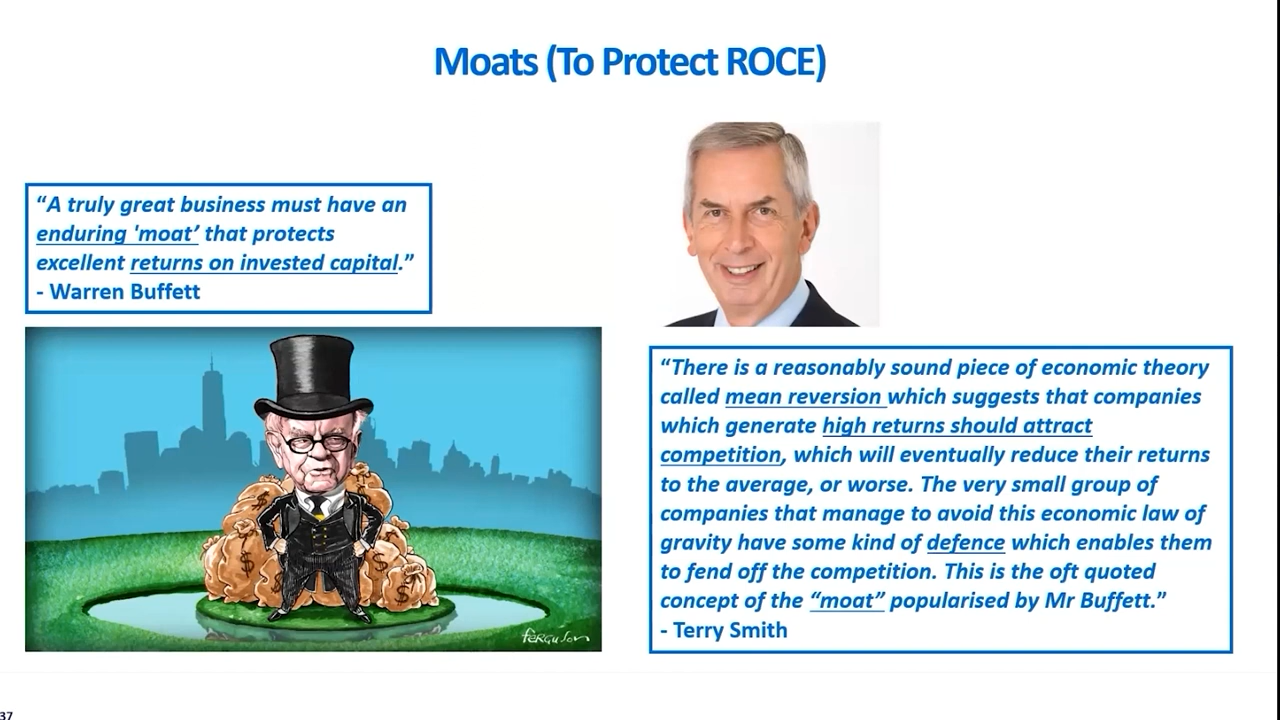 Moats (To Protect ROCE)
“A truly great business must have an
enduring 'moat’ that protects
excellent returns on invested capital.”
- Warren Buffett
“There is a reasonably sound piece of economic theory
called mean reversion which suggests that companies
which generate high returns should attract
competition, which will eventually reduce their returns
to the average, or worse. The very small group of
companies that manage to avoid this economic law of
gravity have some kind of defence which enables them
to fend off the competition. This is the oft quoted
concept of the “moat” popularised by Mr Buffett.”
- Terry Smith
$
$
$
$
$
$
ferguson
37